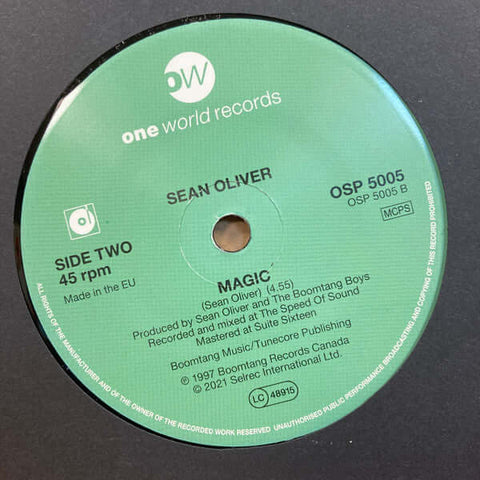 OW
one world records
SEAN OLIVER
OSP 5005
OSP 5005 B
MCPS
SIDE TWO
45 rpm
Made in the EU
MAGIC
(Sean Oliver) (4.55)
Produced by Sean Oliver and The Boomtang Boys
Recorded and mixed at The Speed Of Sound
Mastered at Suite Sixteen
Boomtang Music/Tunecore Publishing
℗ 1997 Boomtang Records Canada
© 2021 Selrec International Ltd.
LC 48915
ALL RIGHTS OF THE MANUFACTURER AND OF THE OWNER OF THE RECORDED WORK RESERVED UNAUTHORISED PUBLIC PERFORMANCE BROADCASTING AND COPYING OF THIS RECORD PROHIBITED